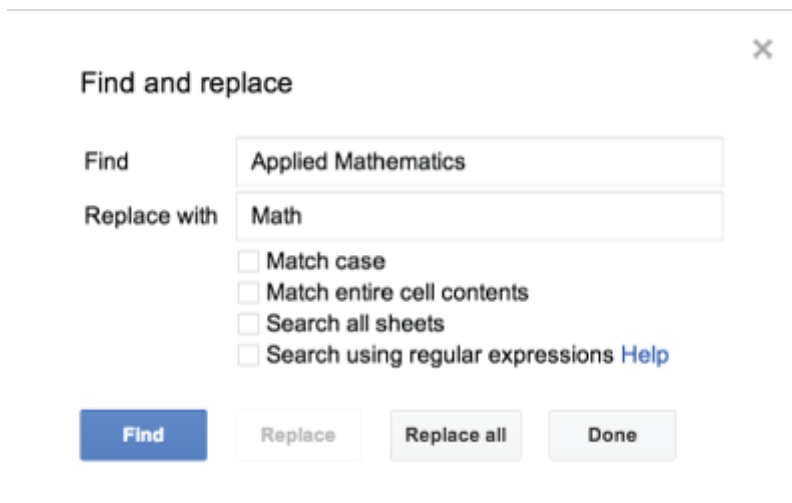 Find and replace
Find Applied Mathematics
Replace with Math
Match case
Match entire cell contents
Search all sheets
Search using regular expressions Help
Find Replace Replace all Done